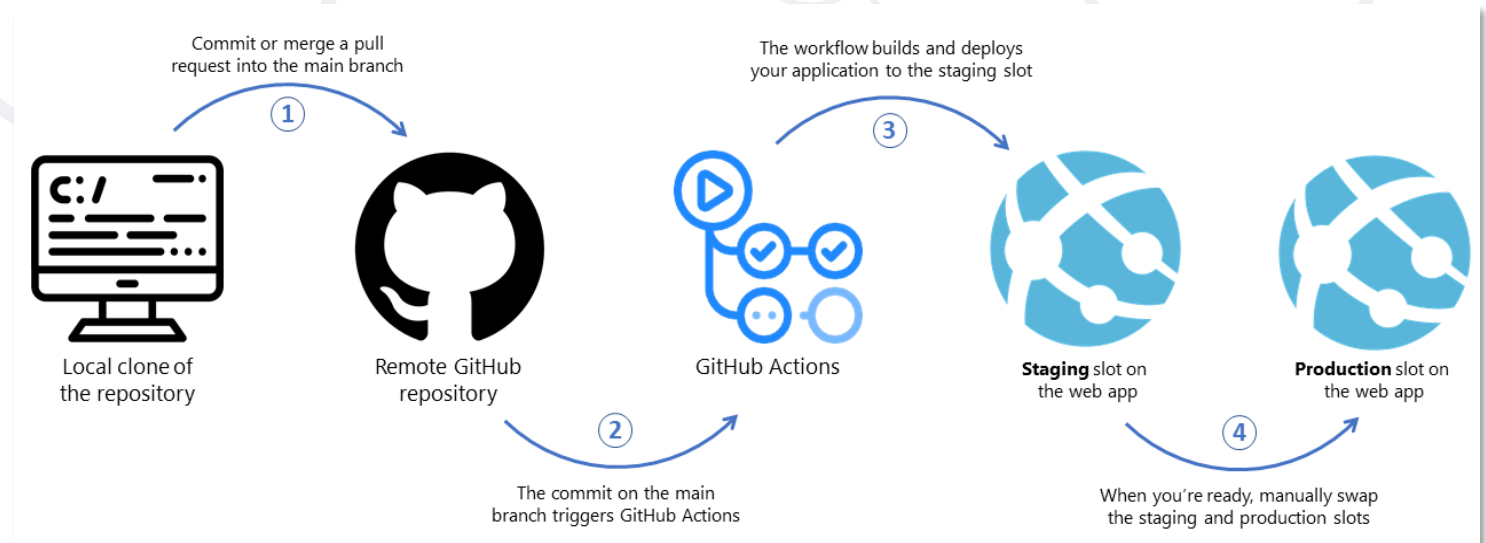 Commit or merge a pull
request into the main branch
1
The workflow builds and deploys
your application to the staging slot
3
C:/
Local clone of
the repository
Remote GitHub
repository
GitHub Actions
Staging slot on
the web app
Production slot on
the web app
2
The commit on the main
branch triggers GitHub Actions
4
When you're ready, manually swap
the staging and production slots